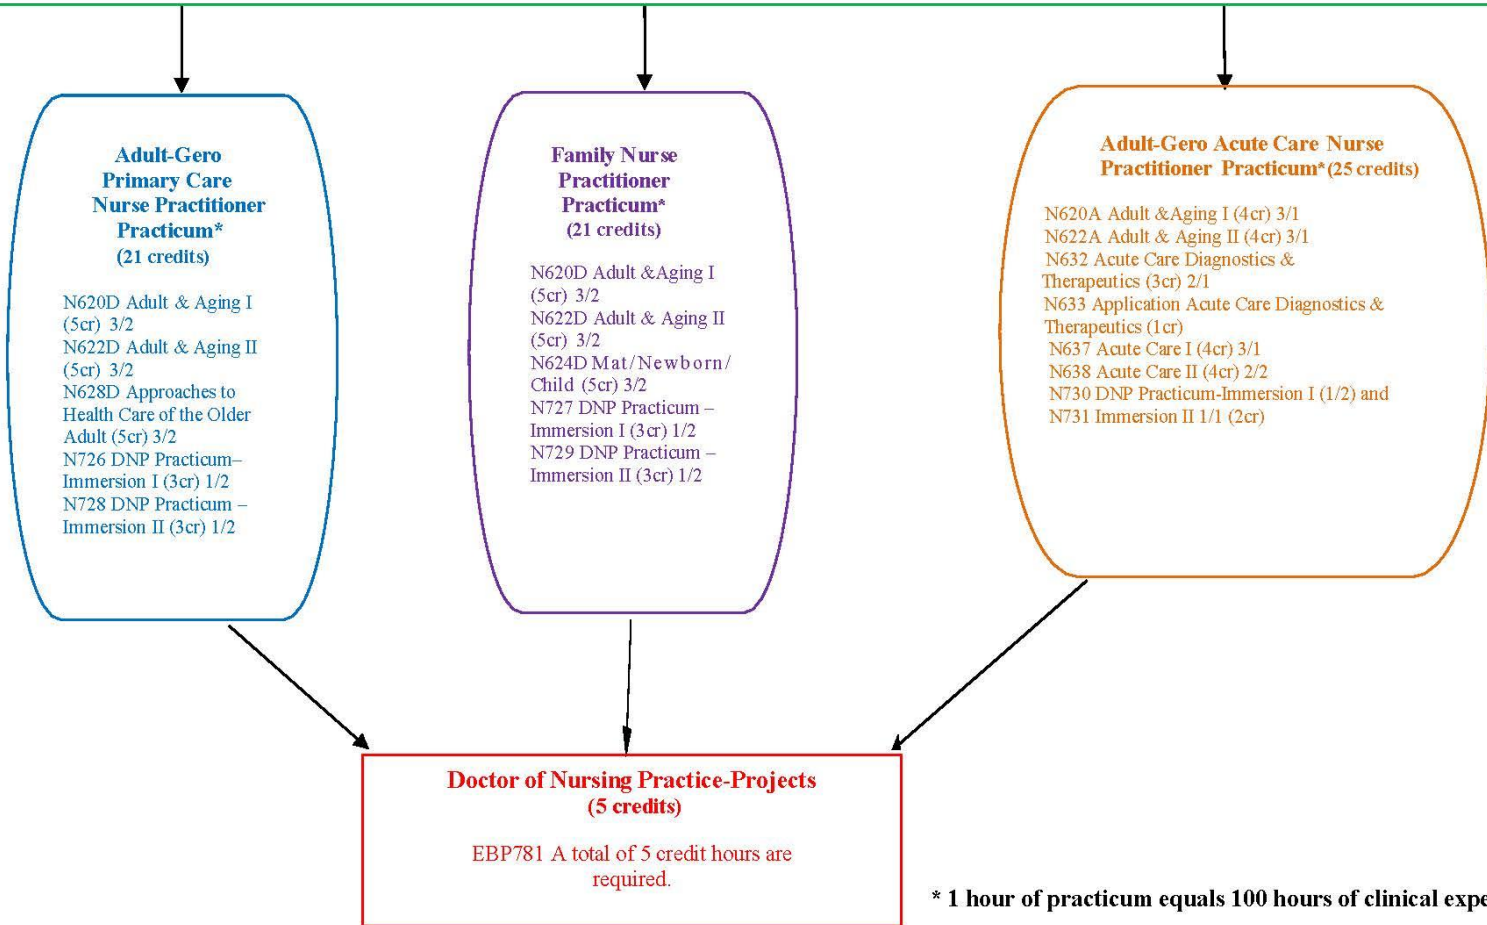 Adult-Gero
Primary Care
Nurse Practitioner
Practicum*
(21 credits)
N620D Adult & Aging I
(5cr) 3/2
N622D Adult & Aging II
(5cr) 3/2
N628D Approaches to
Health Care of the Older
Adult (5cr) 3/2
N726 DNP Practicum–
Immersion I (3cr) 1/2
N728 DNP Practicum –
Immersion II (3cr) 1/2
Family Nurse
Practitioner
Practicum*
(21 credits)
N620D Adult &Aging I
(5cr) 3/2
N622D Adult & Aging II
(5cr) 3/2
N624D Mat/Newborn/
Child (5cr) 3/2
N727 DNP Practicum –
Immersion I (3cr) 1/2
N729 DNP Practicum –
Immersion II (3cr) 1/2
Adult-Gero Acute Care Nurse
Practitioner Practicum* (25 credits)
N620A Adult &Aging I (4cr) 3/1
N622A Adult & Aging II (4cr) 3/1
N632 Acute Care Diagnostics &
Therapeutics (3cr) 2/1
N633 Application Acute Care Diagnostics &
Therapeutics (1cr)
N637 Acute Care I (4cr) 3/1
N638 Acute Care II (4cr) 2/2
N730 DNP Practicum-Immersion I (1/2) and
N731 Immersion II 1/1 (2cr)
Doctor of Nursing Practice-Projects
(5 credits)
EBP781 A total of 5 credit hours are
required.
* 1 hour of practicum equals 100 hours of clinical expe